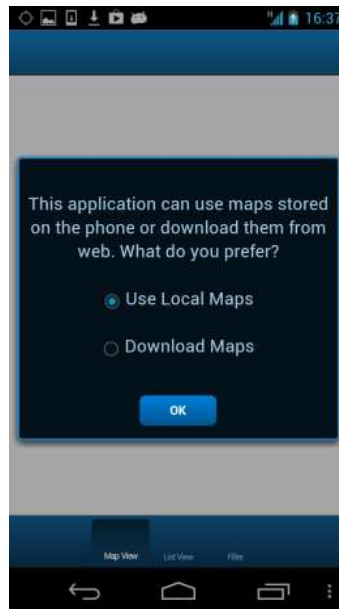 16:37
This application can use maps stored
on the phone or download them from
web. What do you prefer?
Use Local Maps
Download Maps
OK
Map View List View Filter